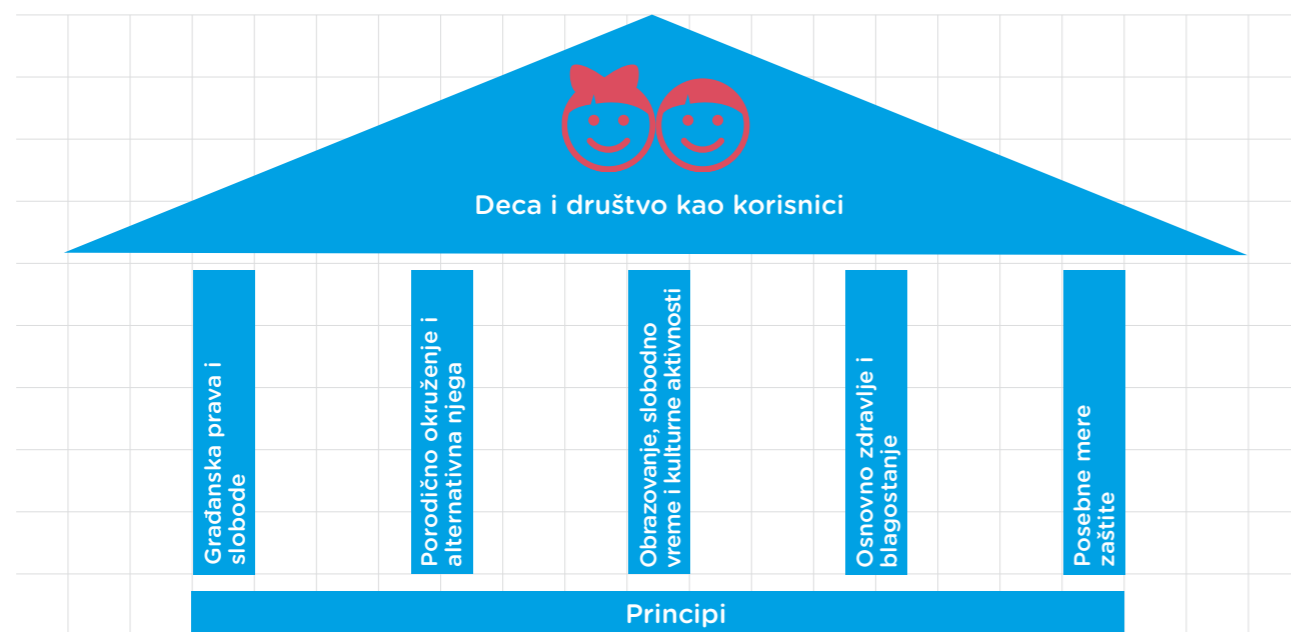 Deca i društvo kao korisnici
Građanska prava i
slobode
Porodično okruženje i
alternativna njega
Obrazovanje, slobodno
vreme i kulturne aktivnosti
Osnovno zdravlje i
blagostanje
Posebne mere
zaštite
Principi